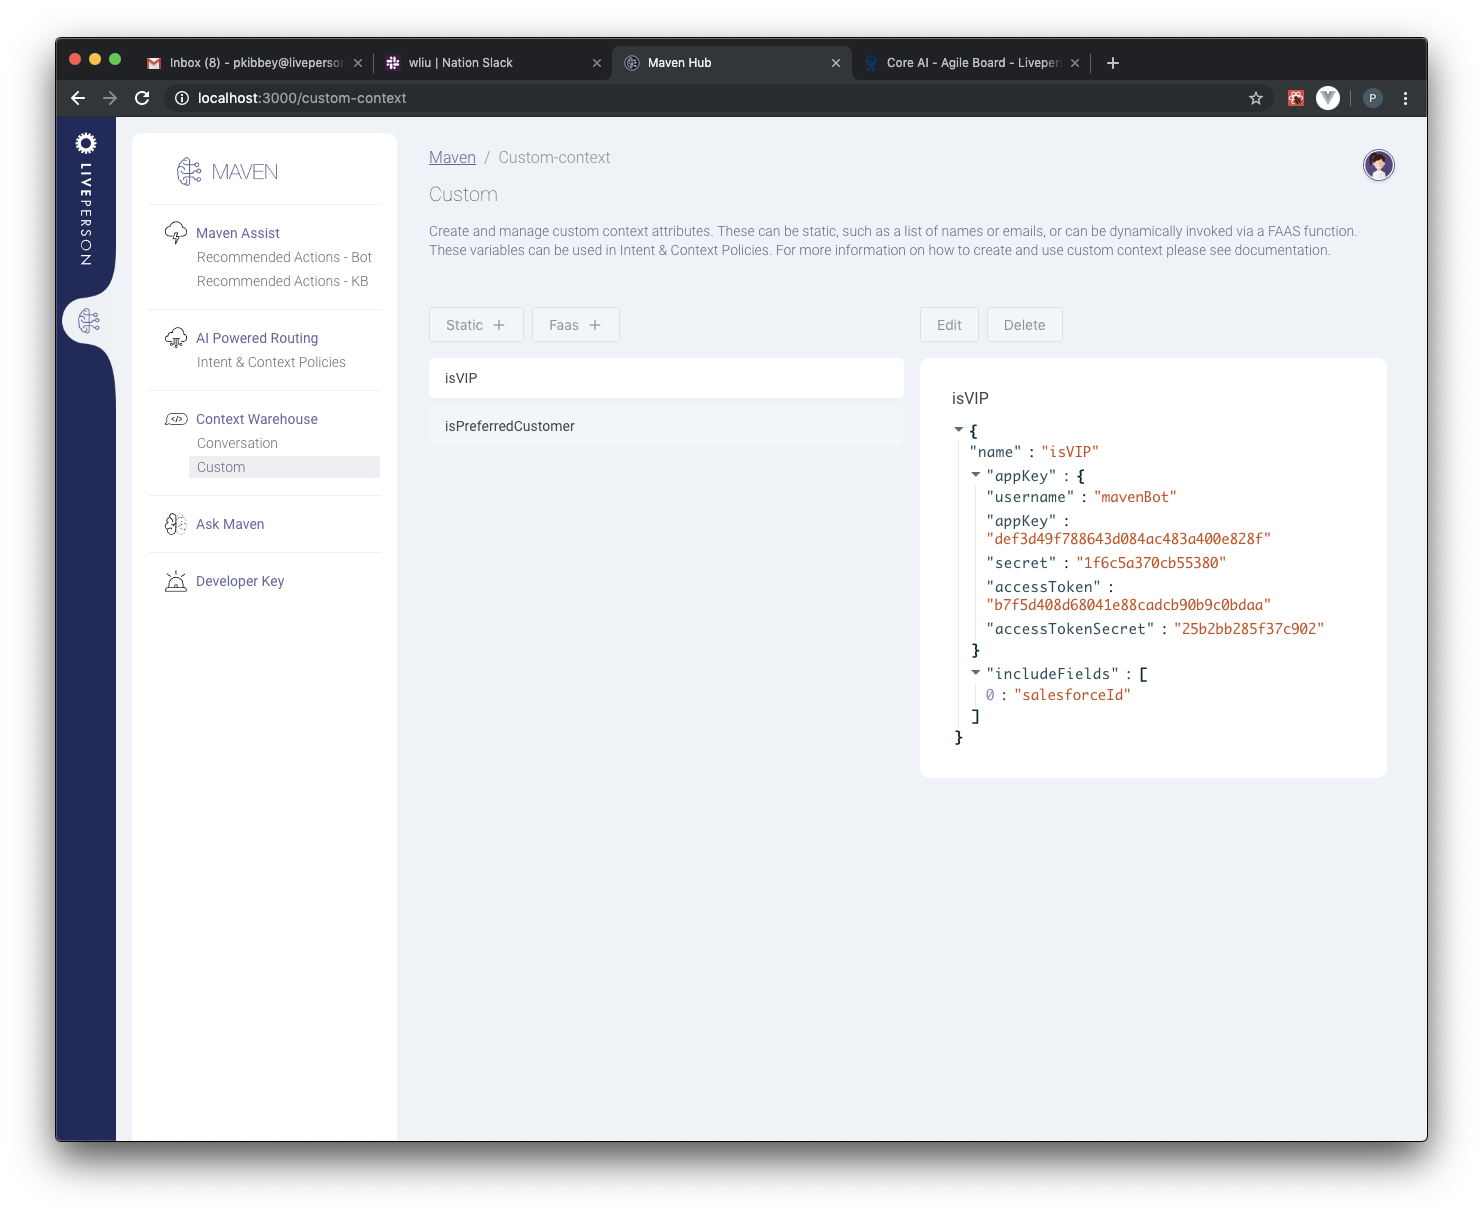 Inbox (8) - pkibbey@liveperson
wliu | Nation Slack
Maven Hub
Core AI - Agile Board - Liveper
localhost:3000/custom-context
P
LIVEPERSON
MAVEN
Maven Assist
Recommended Actions - Bot
Recommended Actions - KB
AI Powered Routing
Intent & Context Policies
Context Warehouse
Conversation
Custom
Ask Maven
Developer Key
Maven / Custom-context
Custom
Create and manage custom context attributes. These can be static, such as a list of names or emails, or can be dynamically invoked via a FAAS function.
These variables can be used in Intent & Context Policies. For more information on how to create and use custom context please see documentation.
Static +
Faas +
isVIP
isPreferredCustomer
Edit
Delete
isVIP
{
"name" : "isVIP"
"appKey" : {
"username" : "mavenBot"
"appKey" :
"def3d49f788643d084ac483a400e828f"
"secret" : "1f6c5a370cb55380"
"accessToken" :
"b7f5d408d68041e88cadcb90b9c0bdaa"
"accessTokenSecret" : "25b2bb285f37c902"
}
"includeFields" : [
0 : "salesforceId"
]
}